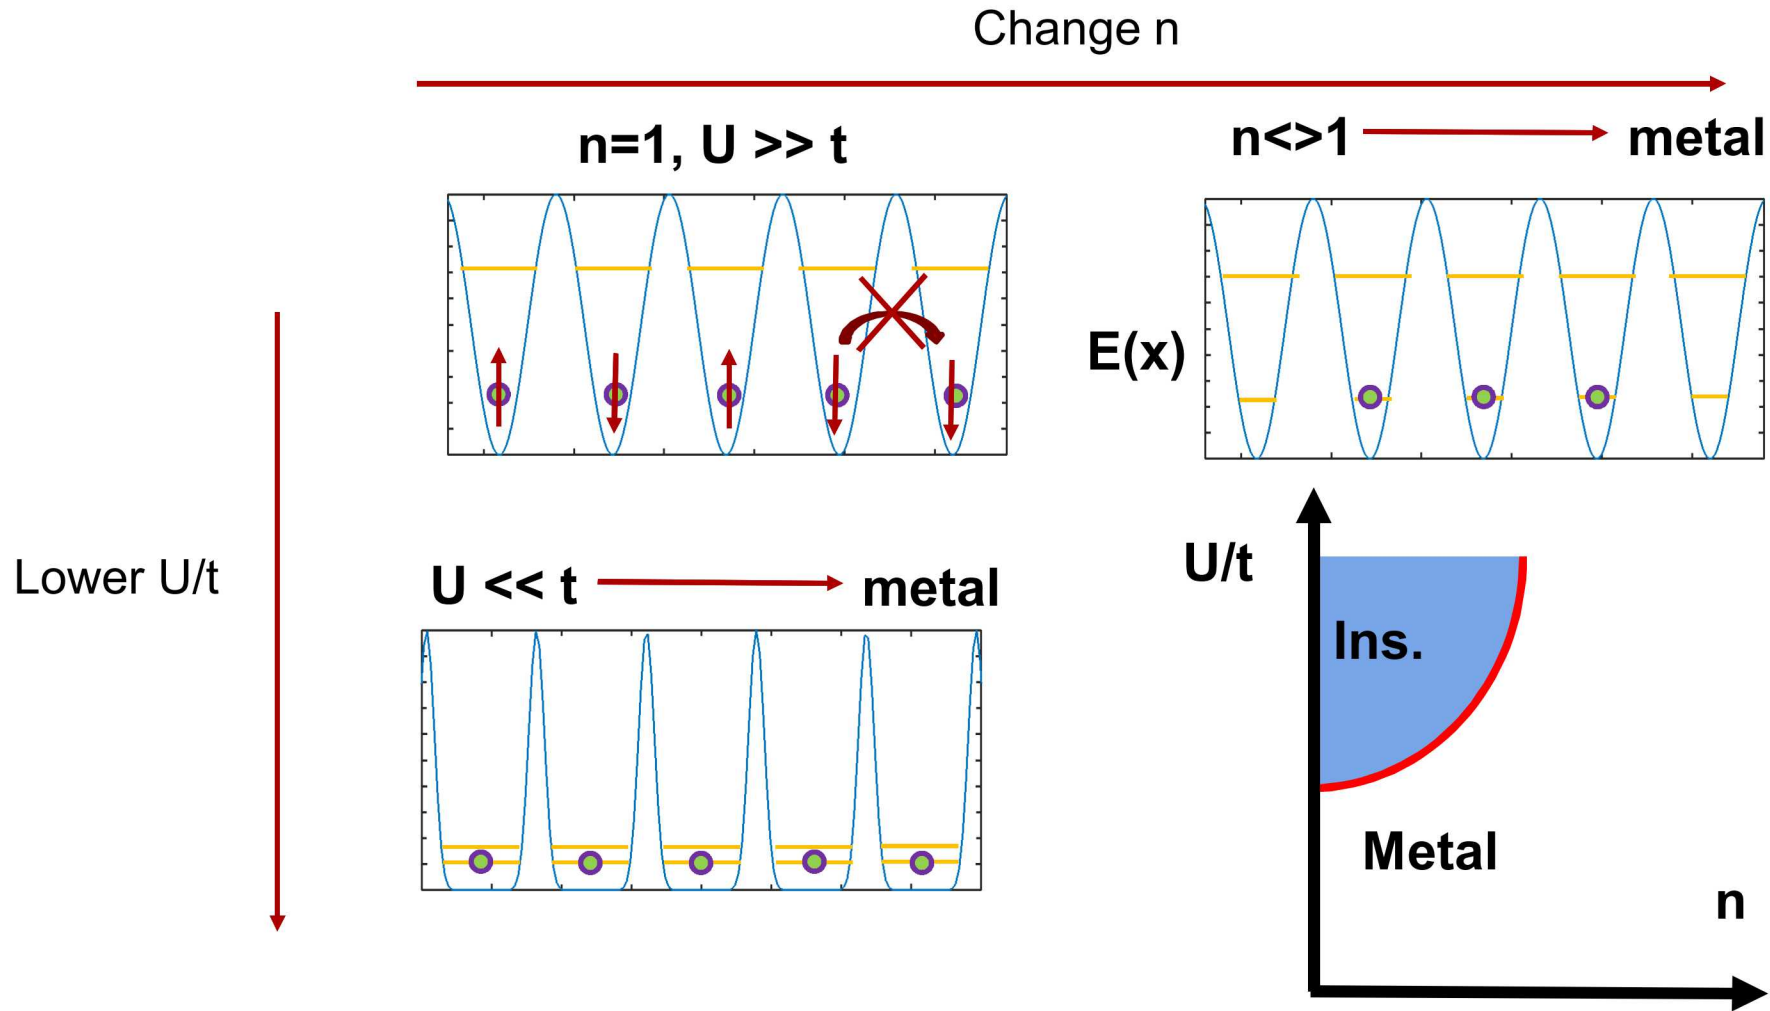 Change n
n=1, U >> t
n<>1
metal
E(x)
Lower U/t
U << t
metal
U/t
Ins.
Metal
n